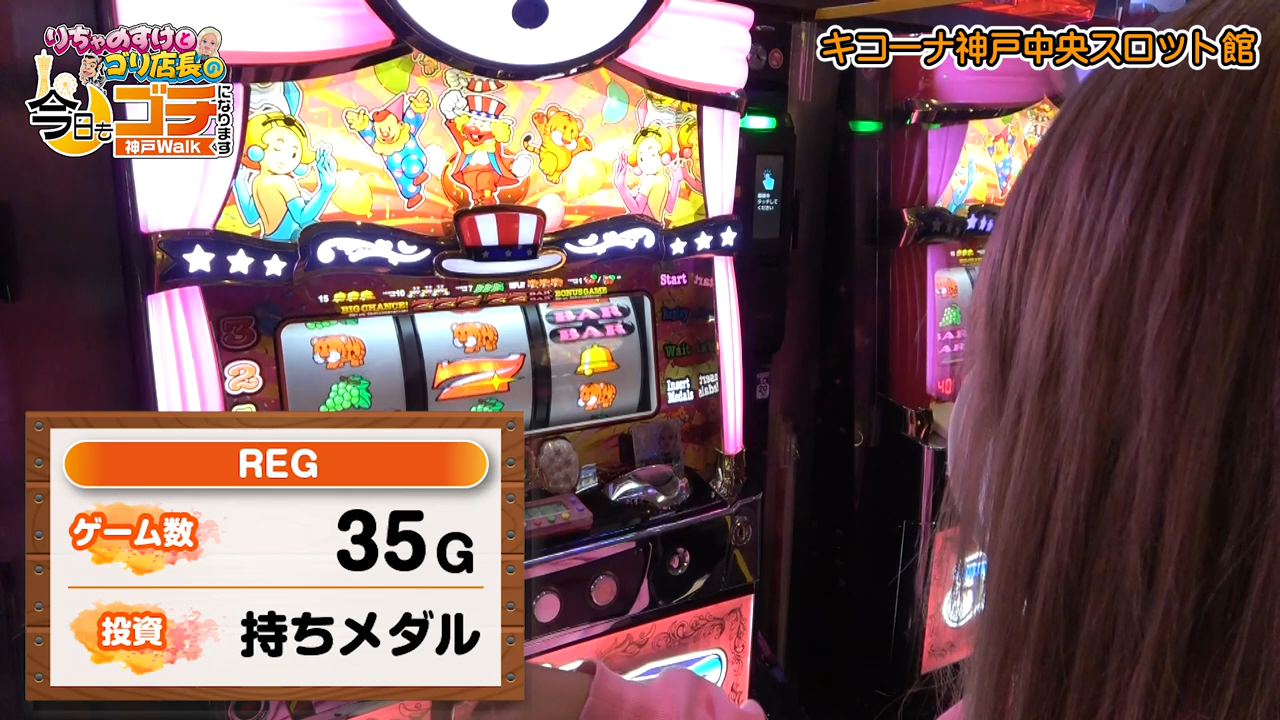 りちゃのすけと
ゴリ店長の
今日もゴチになります
神戸Walk
キコーナ神戸中央スロット館
BIG CHANCE!
BONUS GAME
Start
Replay
Wait
Insert
Medals
BAR
BAR
2
REG
ゲーム数
35G
投資
持ちメダル